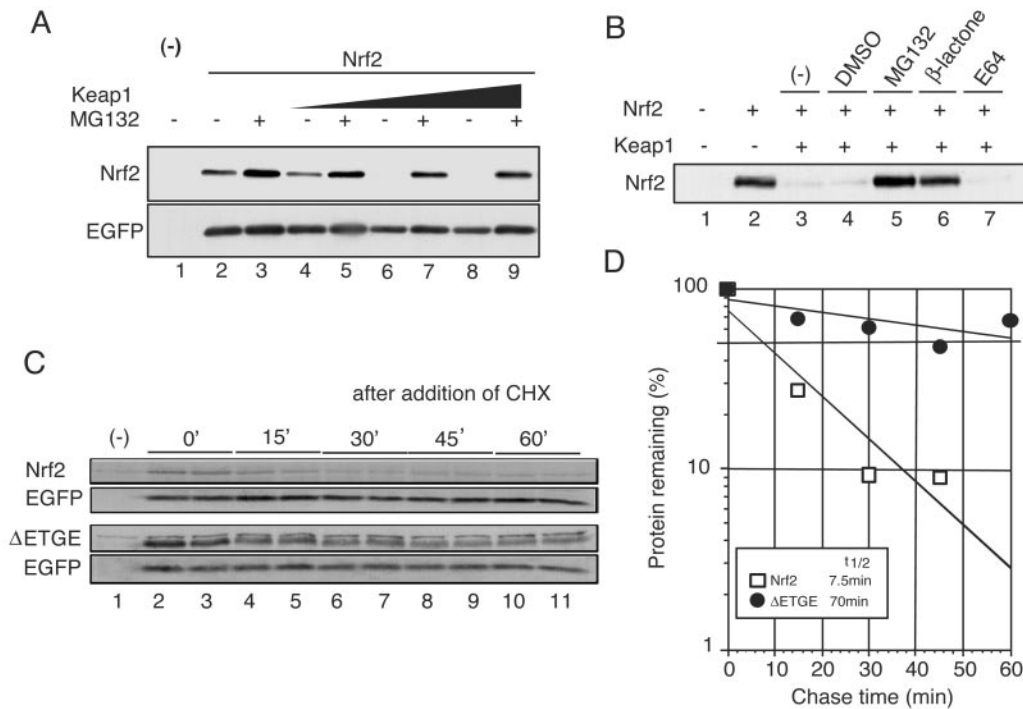 A
(-)
Nrf2
Keap1
MG132 - + - + - + - +
Nrf2
EGFP
1 2 3 4 5 6 7 8 9
B
(-) DMSO MG132 β-lactone E64
Nrf2 - + + + + + +
Keap1 - - + + + + +
Nrf2
1 2 3 4 5 6 7
C
after addition of CHX
(-) 0' 15' 30' 45' 60'
Nrf2
EGFP
ΔETGE
EGFP
1 2 3 4 5 6 7 8 9 10 11
D
Protein remaining (%)
100
10
1
t1/2
Nrf2 7.5min
ΔETGE 70min
0 10 20 30 40 50 60
Chase time (min)